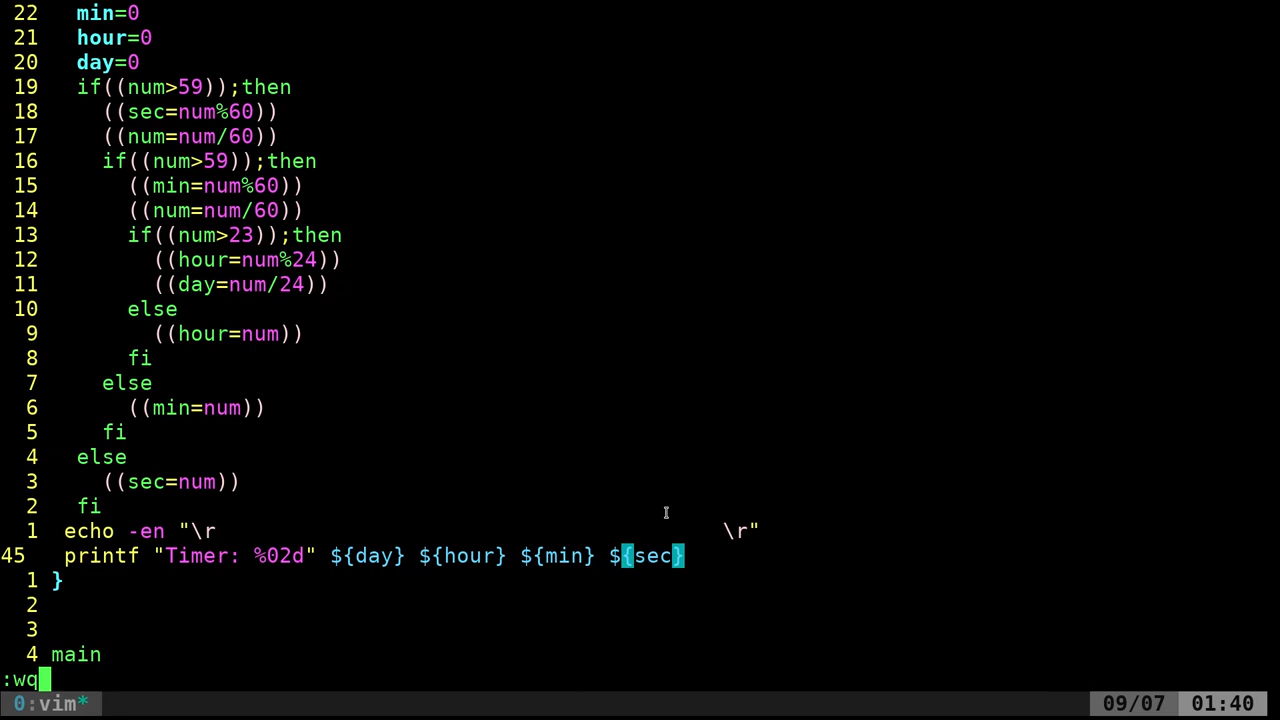 22   min=0
21   hour=0
20   day=0
19   if((num>59));then
18     ((sec=num%60))
17     ((num=num/60))
16     if((num>59));then
15       ((min=num%60))
14       ((num=num/60))
13       if((num>23));then
12         ((hour=num%24))
11         ((day=num/24))
10       else
 9         ((hour=num))
 8       fi
 7     else
 6       ((min=num))
 5     fi
 4   else
 3     ((sec=num))
 2   fi
 1  echo -en "\r                                        \r"
45   printf "Timer: %02d" ${day} ${hour} ${min} ${sec}
 1 }
 2
 3
 4 main
:wq
0:vim* 09/07 01:40